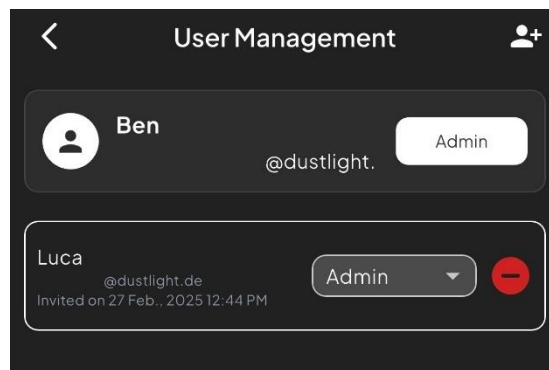 User Management
Ben
@dustlight.
Admin
Luca
@dustlight.de
Admin
Invited on 27 Feb., 2025 12:44 PM